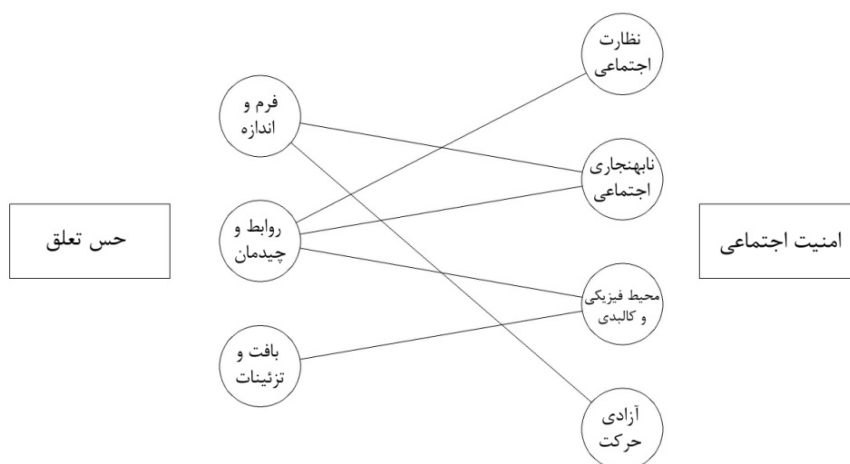 نظارت
اجتماعی
فرم و
اندازه
نابهنجاری
اجتماعی
امنیت اجتماعی
روابط و
چیدمان
حس تعلق
محیط فیزیکی
و کالبدی
بافت و
تزئینات
آزادی
حرکت